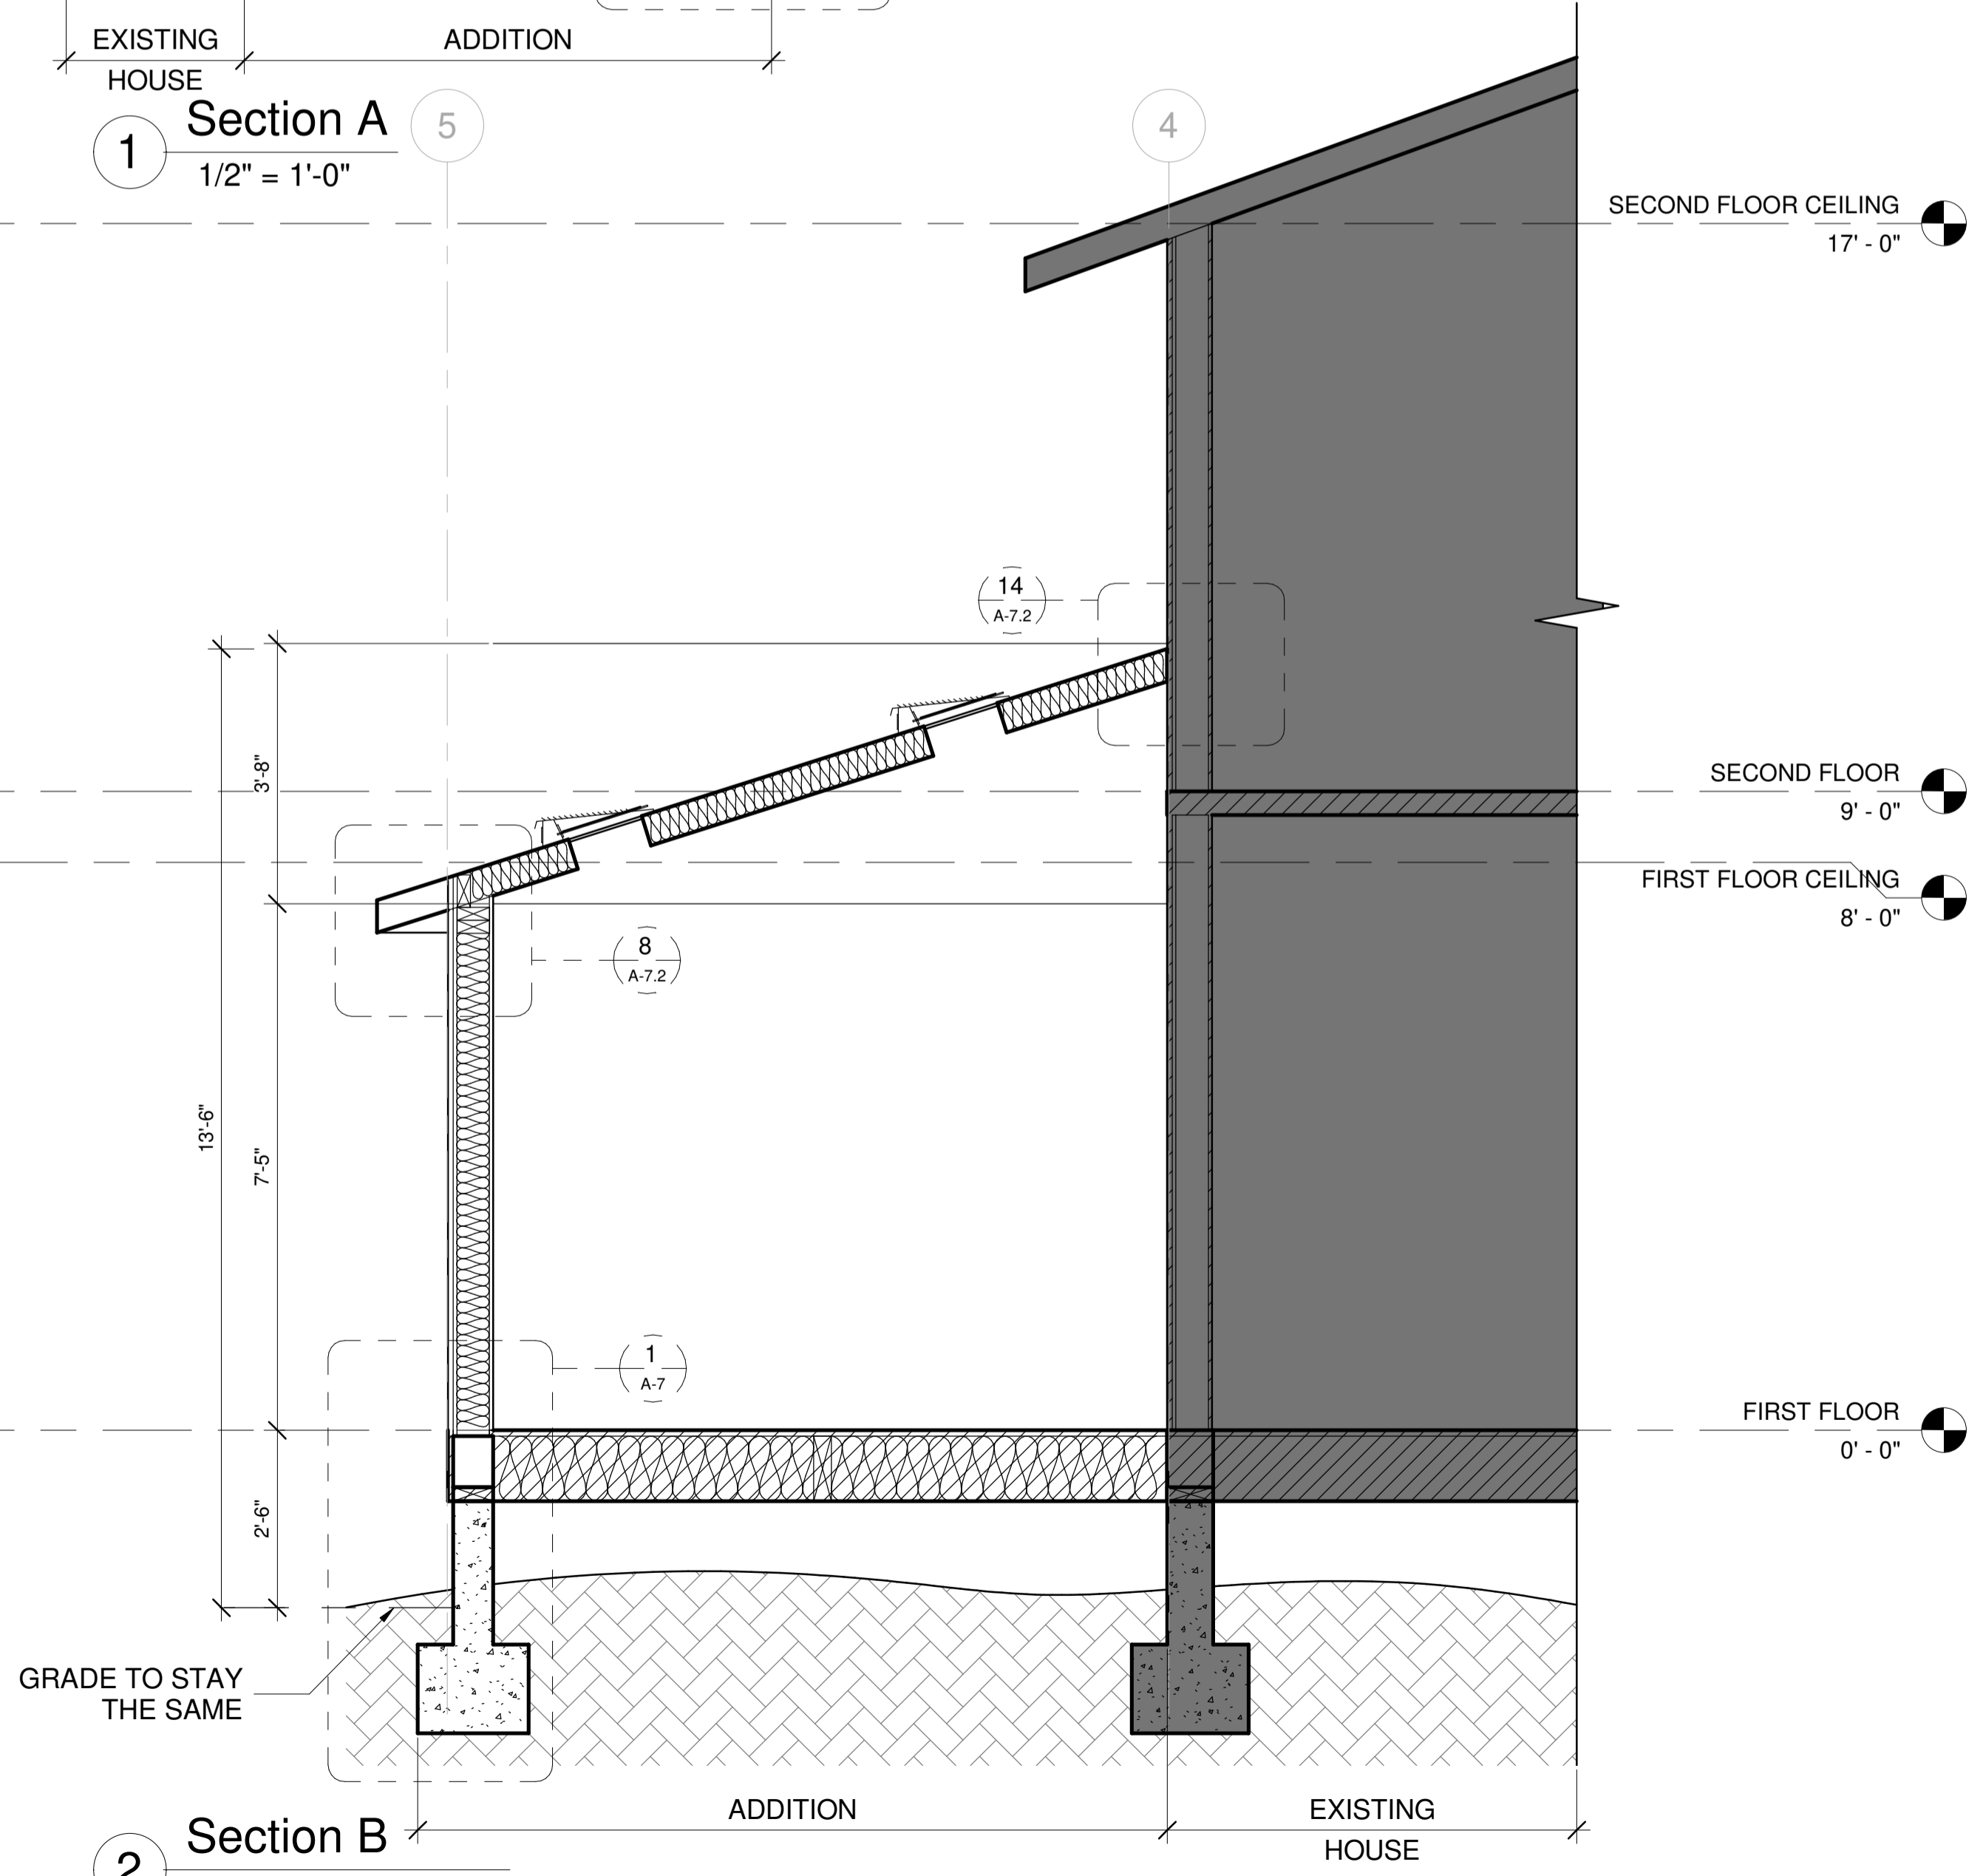 EXISTING
HOUSE
ADDITION
1
Section A
1/2" = 1'-0"
5
4
SECOND FLOOR CEILING
17' - 0"
14
A-7.2
3'-8"
SECOND FLOOR
9' - 0"
FIRST FLOOR CEILING
8' - 0"
8
A-7.2
13'-6"
7'-5"
1
A-7
FIRST FLOOR
0' - 0"
2'-6"
GRADE TO STAY
THE SAME
ADDITION
EXISTING
HOUSE
2
Section B